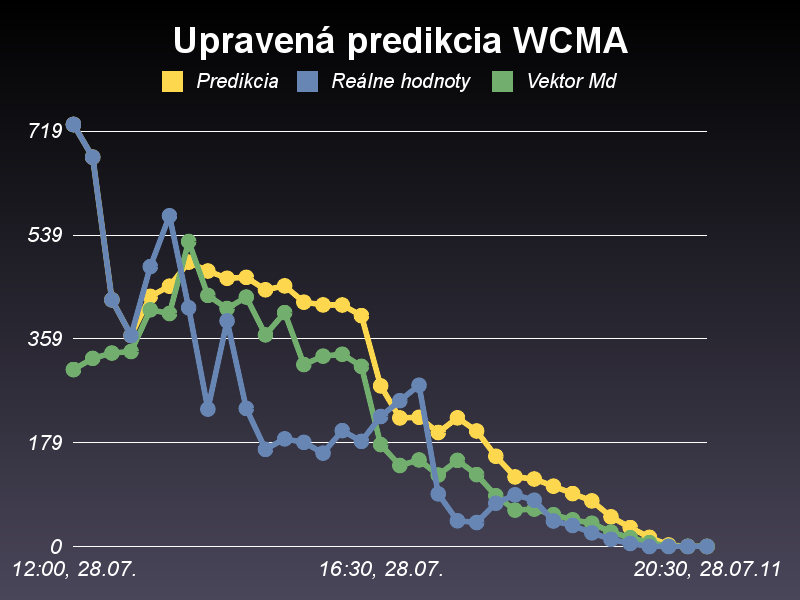 Upravená predikcia WCMA
Predikcia Reálne hodnoty Vektor Md
719
539
359
179
0
12:00, 28.07. 16:30, 28.07. 20:30, 28.07.11